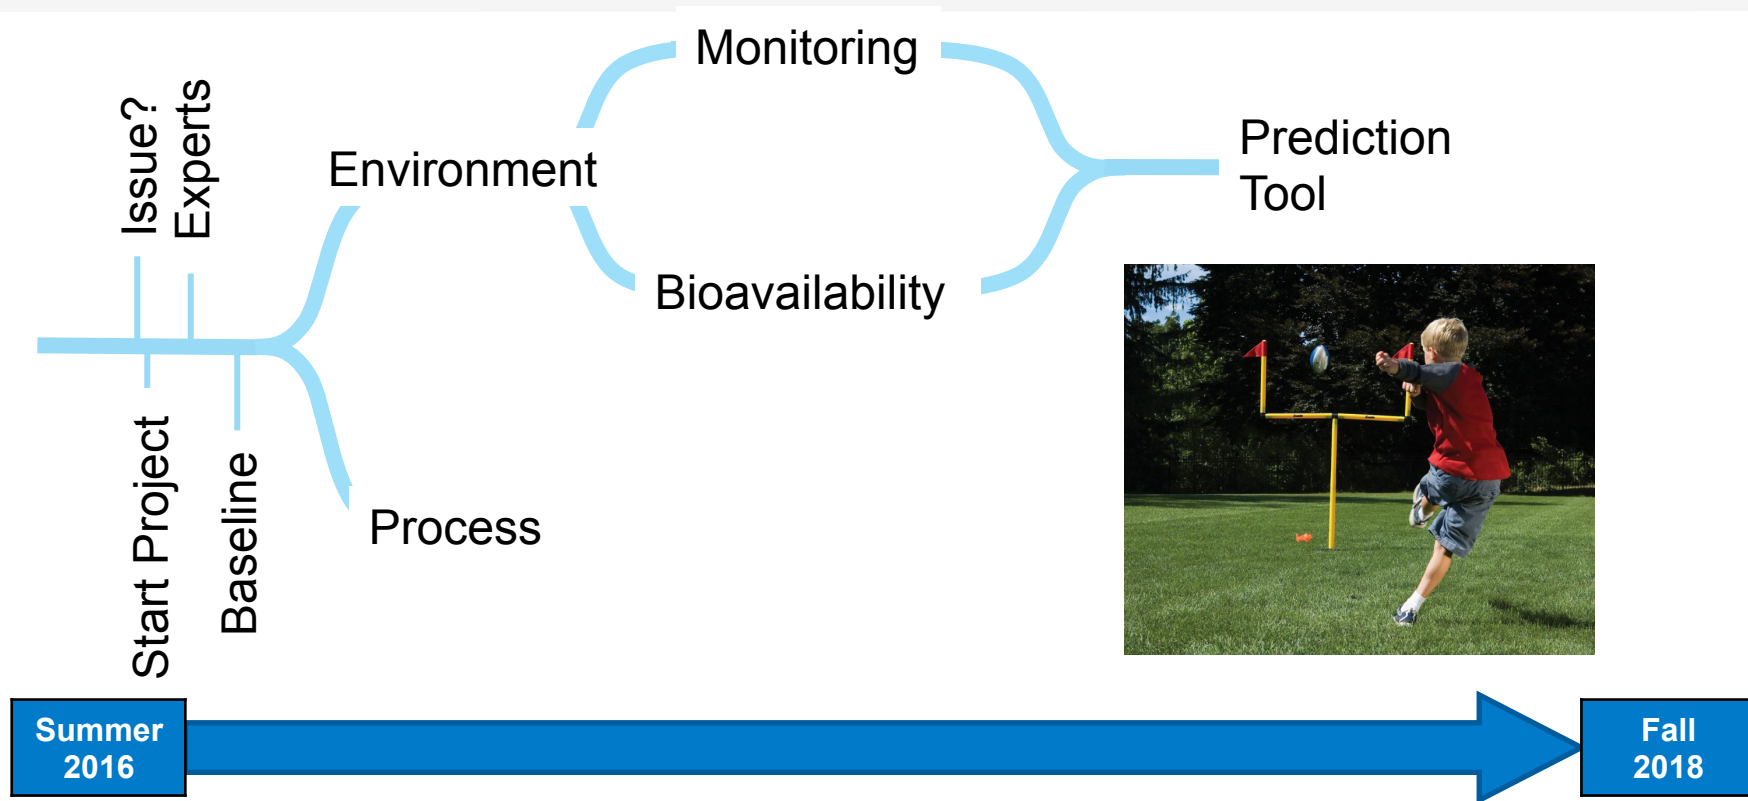 Monitoring
Issue?
Experts
Environment
Prediction
Tool
Bioavailability
Start Project
Baseline
Process
Summer
2016
Fall
2018